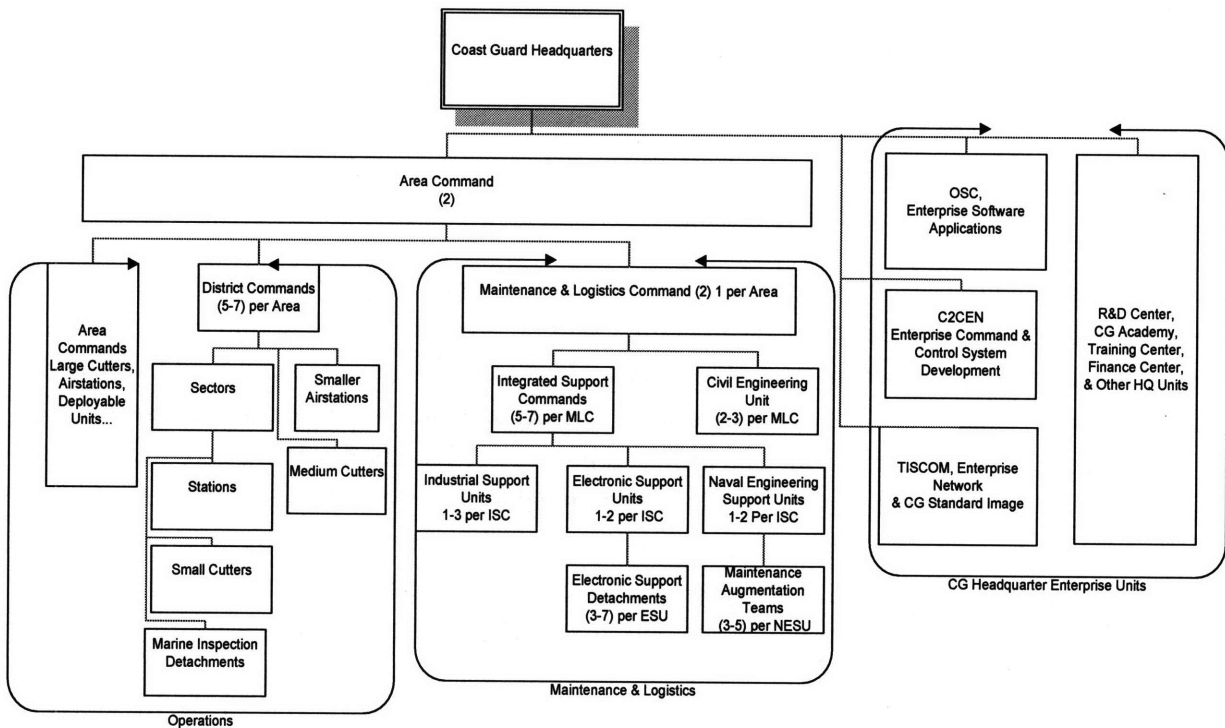 Coast Guard Headquarters
Area Command
(2)
Area
Commands
Large Cutters,
Airstations,
Deployable
Units...
District Commands
(5-7) per Area
Sectors
Smaller
Airstations
Stations
Medium Cutters
Small Cutters
Marine Inspection
Detachments
Operations
Maintenance & Logistics Command (2) 1 per Area
Integrated Support
Commands
(5-7) per MLC
Civil Engineering
Unit
(2-3) per MLC
Industrial Support
Units
1-3 per ISC
Electronic Support
Units
1-2 per ISC
Naval Engineering
Support Units
1-2 Per ISC
Electronic Support
Detachments
(3-7) per ESU
Maintenance
Augmentation
Teams
(3-5) per NESU
Maintenance & Logistics
OSC,
Enterprise Software
Applications
C2CEN
Enterprise Command &
Control System
Development
TISCOM, Enterprise
Network
& CG Standard Image
R&D Center,
CG Academy,
Training Center,
Finance Center,
& Other HQ Units
CG Headquarter Enterprise Units